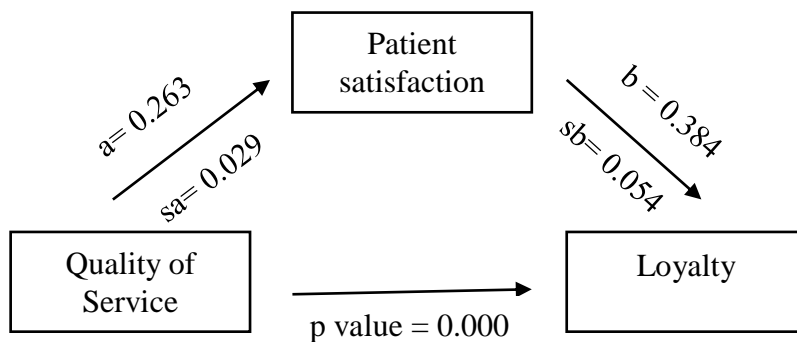 Patient
satisfaction
a= 0.263
sa= 0.029
b = 0.384
sb= 0.054
Quality of
Service
Loyalty
p value = 0.000